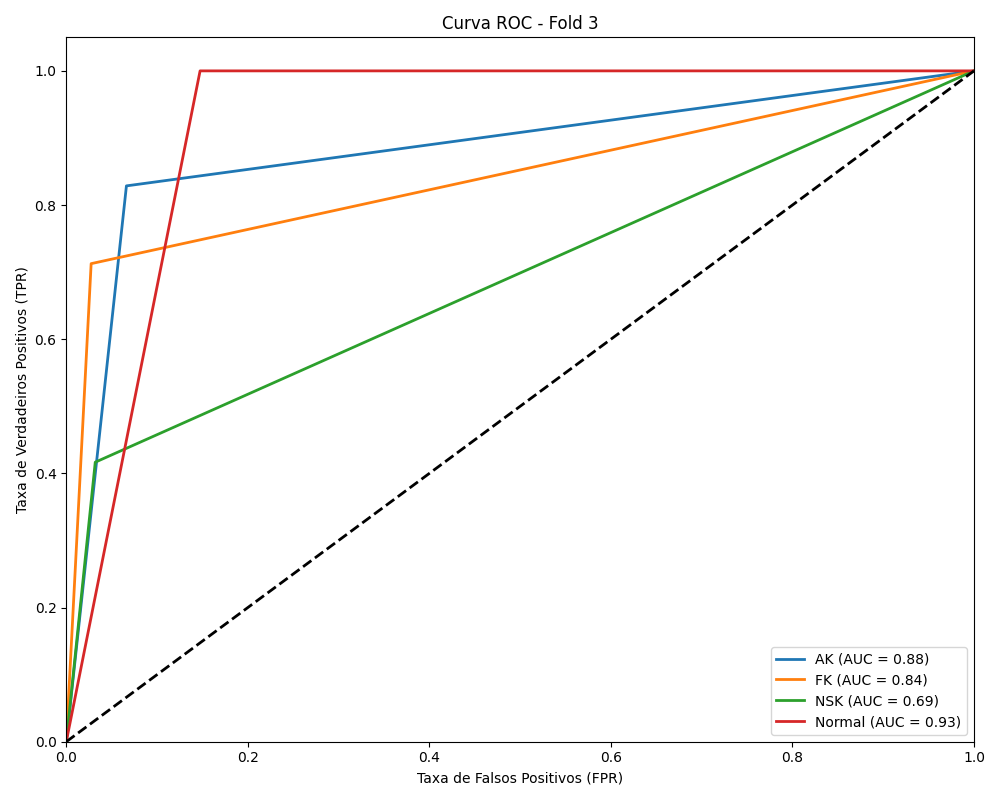 Curva ROC - Fold 3
Taxa de Verdadeiros Positivos (TPR)
1.0
0.8
0.6
0.4
0.2
0.0
0.0 0.2 0.4 0.6 0.8 1.0
Taxa de Falsos Positivos (FPR)
AK (AUC = 0.88)
FK (AUC = 0.84)
NSK (AUC = 0.69)
Normal (AUC = 0.93)